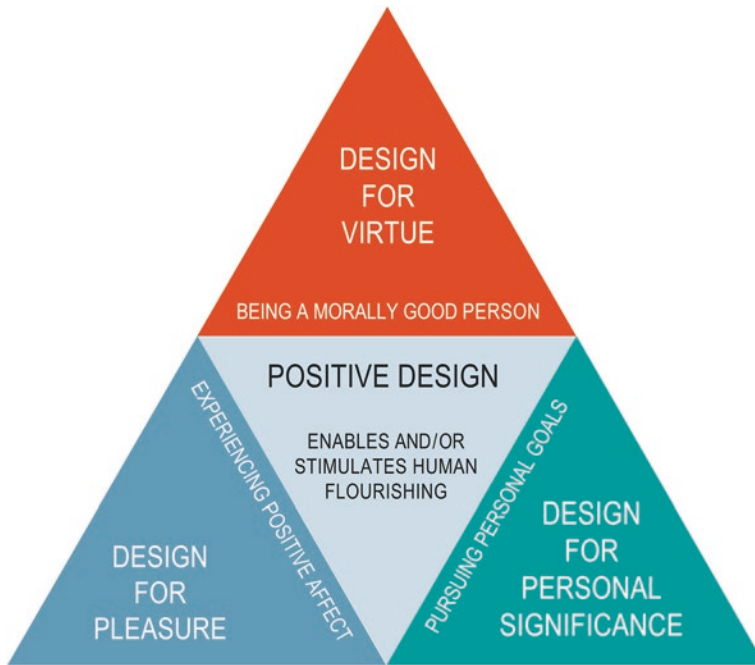 DESIGN
FOR
VIRTUE
BEING A MORALLY GOOD PERSON
POSITIVE DESIGN
ENABLES AND/OR
STIMULATES HUMAN
FLOURISHING
EXPERIENCING POSITIVE AFFECT
PURSUING PERSONAL GOALS
DESIGN
FOR
PLEASURE
DESIGN
FOR
PERSONAL
SIGNIFICANCE